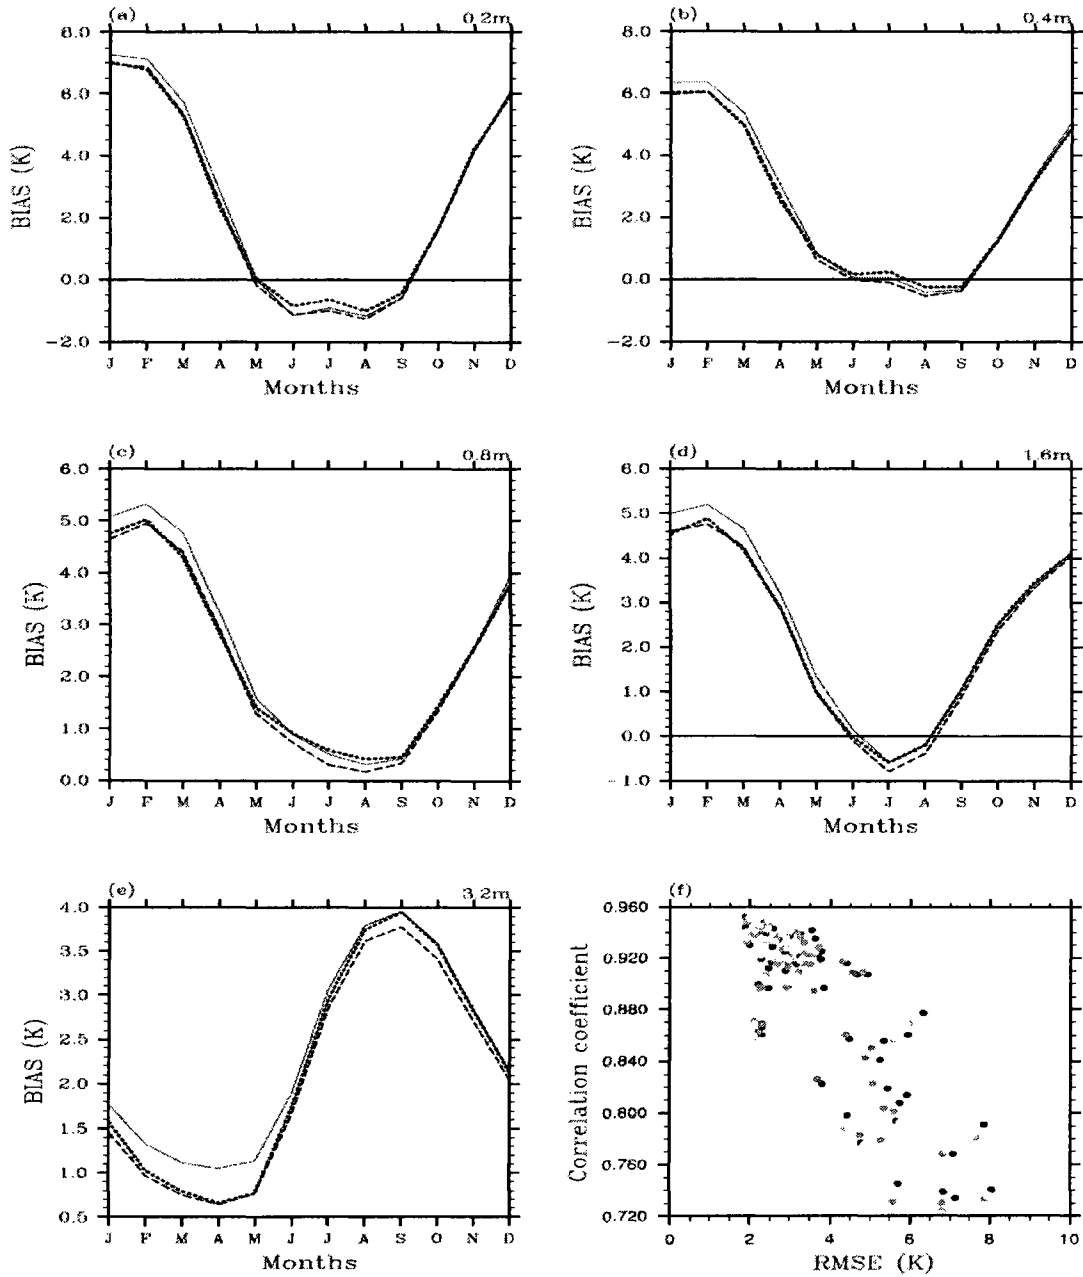 (a) 0.2m
8.0
6.0
4.0
2.0
0.0
−2.0
BIAS (K)
J F M A M J J A S O N D
Months
(b) 0.4m
8.0
6.0
4.0
2.0
0.0
−2.0
BIAS (K)
J F M A M J J A S O N D
Months
(c) 0.8m
6.0
5.0
4.0
3.0
2.0
1.0
0.0
BIAS (K)
J F M A M J J A S O N D
Months
(d) 1.6m
6.0
5.0
4.0
3.0
2.0
1.0
0.0
−1.0
BIAS (K)
J F M A M J J A S O N D
Months
(e) 3.2m
4.0
3.5
3.0
2.5
2.0
1.5
1.0
0.5
BIAS (K)
J F M A M J J A S O N D
Months
(f)
0.960
0.920
0.880
0.840
0.800
0.760
0.720
Correlation coefficient
0 2 4 6 8 10
RMSE (K)